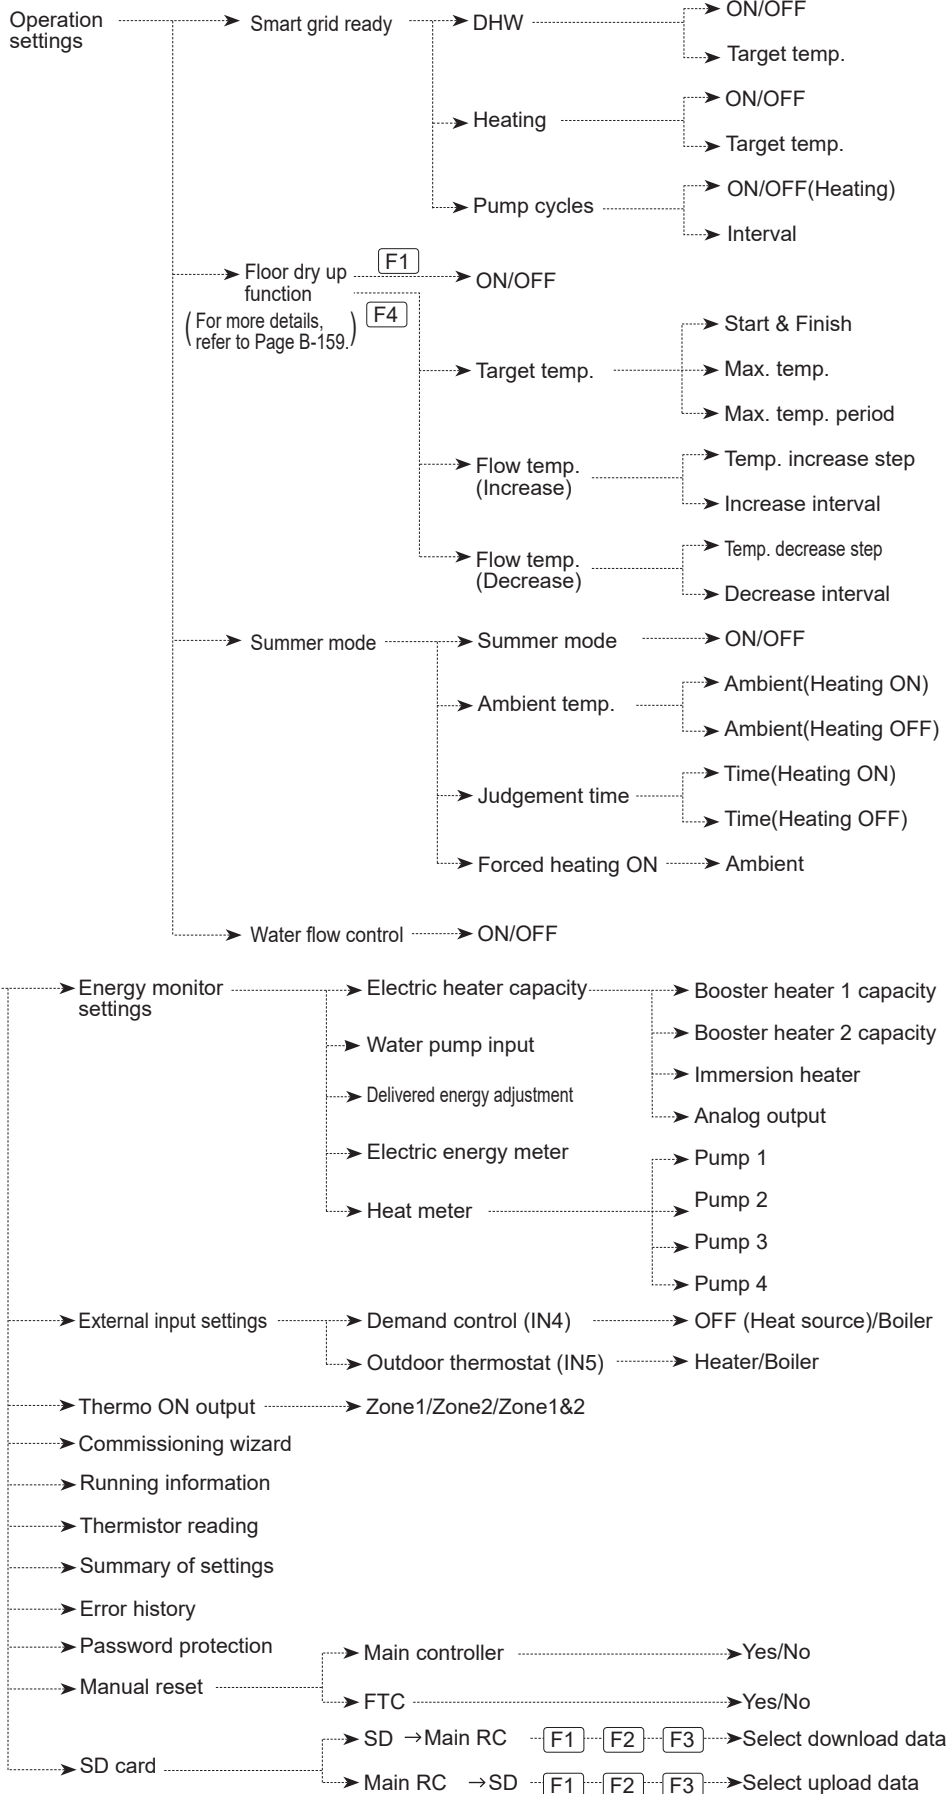 Operation
settings
Smart grid ready
DHW
ON/OFF
Target temp.
Heating
ON/OFF
Target temp.
Pump cycles
ON/OFF(Heating)
Interval
Floor dry up
function
(For more details,
refer to Page B-159.)
F1
ON/OFF
F4
Target temp.
Start & Finish
Max. temp.
Max. temp. period
Flow temp.
(Increase)
Temp. increase step
Increase interval
Flow temp.
(Decrease)
Temp. decrease step
Decrease interval
Summer mode
Summer mode
ON/OFF
Ambient temp.
Ambient(Heating ON)
Ambient(Heating OFF)
Judgement time
Time(Heating ON)
Time(Heating OFF)
Forced heating ON
Ambient
Water flow control
ON/OFF
Energy monitor
settings
Electric heater capacity
Booster heater 1 capacity
Booster heater 2 capacity
Immersion heater
Analog output
Water pump input
Delivered energy adjustment
Electric energy meter
Heat meter
Pump 1
Pump 2
Pump 3
Pump 4
External input settings
Demand control (IN4)
OFF (Heat source)/Boiler
Outdoor thermostat (IN5)
Heater/Boiler
Thermo ON output
Zone1/Zone2/Zone1&2
Commissioning wizard
Running information
Thermistor reading
Summary of settings
Error history
Password protection
Manual reset
Main controller
Yes/No
FTC
Yes/No
SD card
SD →Main RC F1 F2 F3 Select download data
Main RC →SD F1 F2 F3 Select upload data